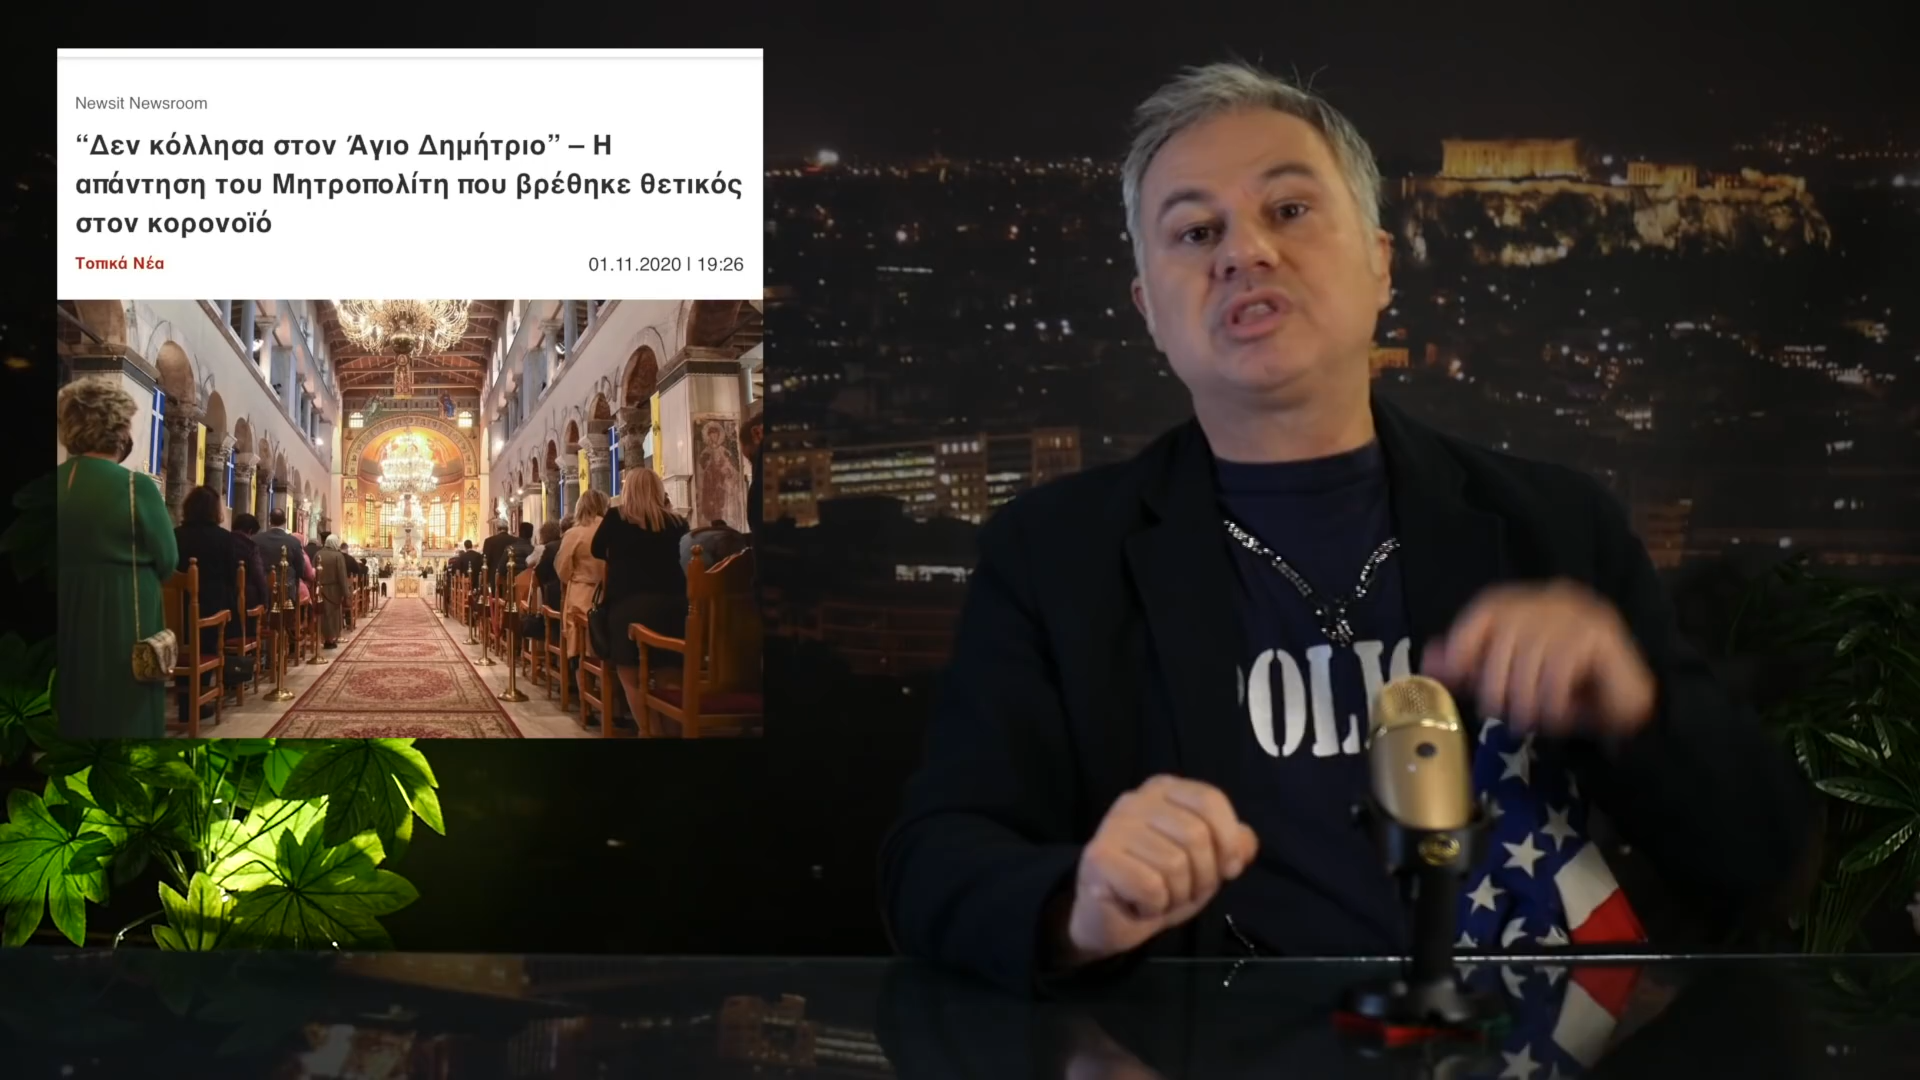 Newsit Newsroom
“Δεν κόλλησα στον Άγιο Δημήτριο” – Η
απάντηση του Μητροπολίτη που βρέθηκε θετικός
στον κορονοϊό
Τοπικά Νέα
01.11.2020 | 19:26
POLIC